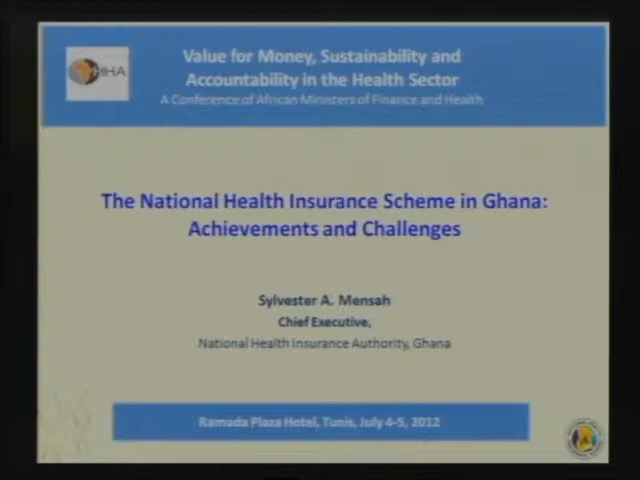 HHA
Value for Money, Sustainability and
Accountability in the Health Sector
A Conference of African Ministers of Finance and Health
The National Health Insurance Scheme in Ghana:
Achievements and Challenges
Sylvester A. Mensah
Chief Executive,
National Health Insurance Authority, Ghana
Ramada Plaza Hotel, Tunis, July 4-5, 2012